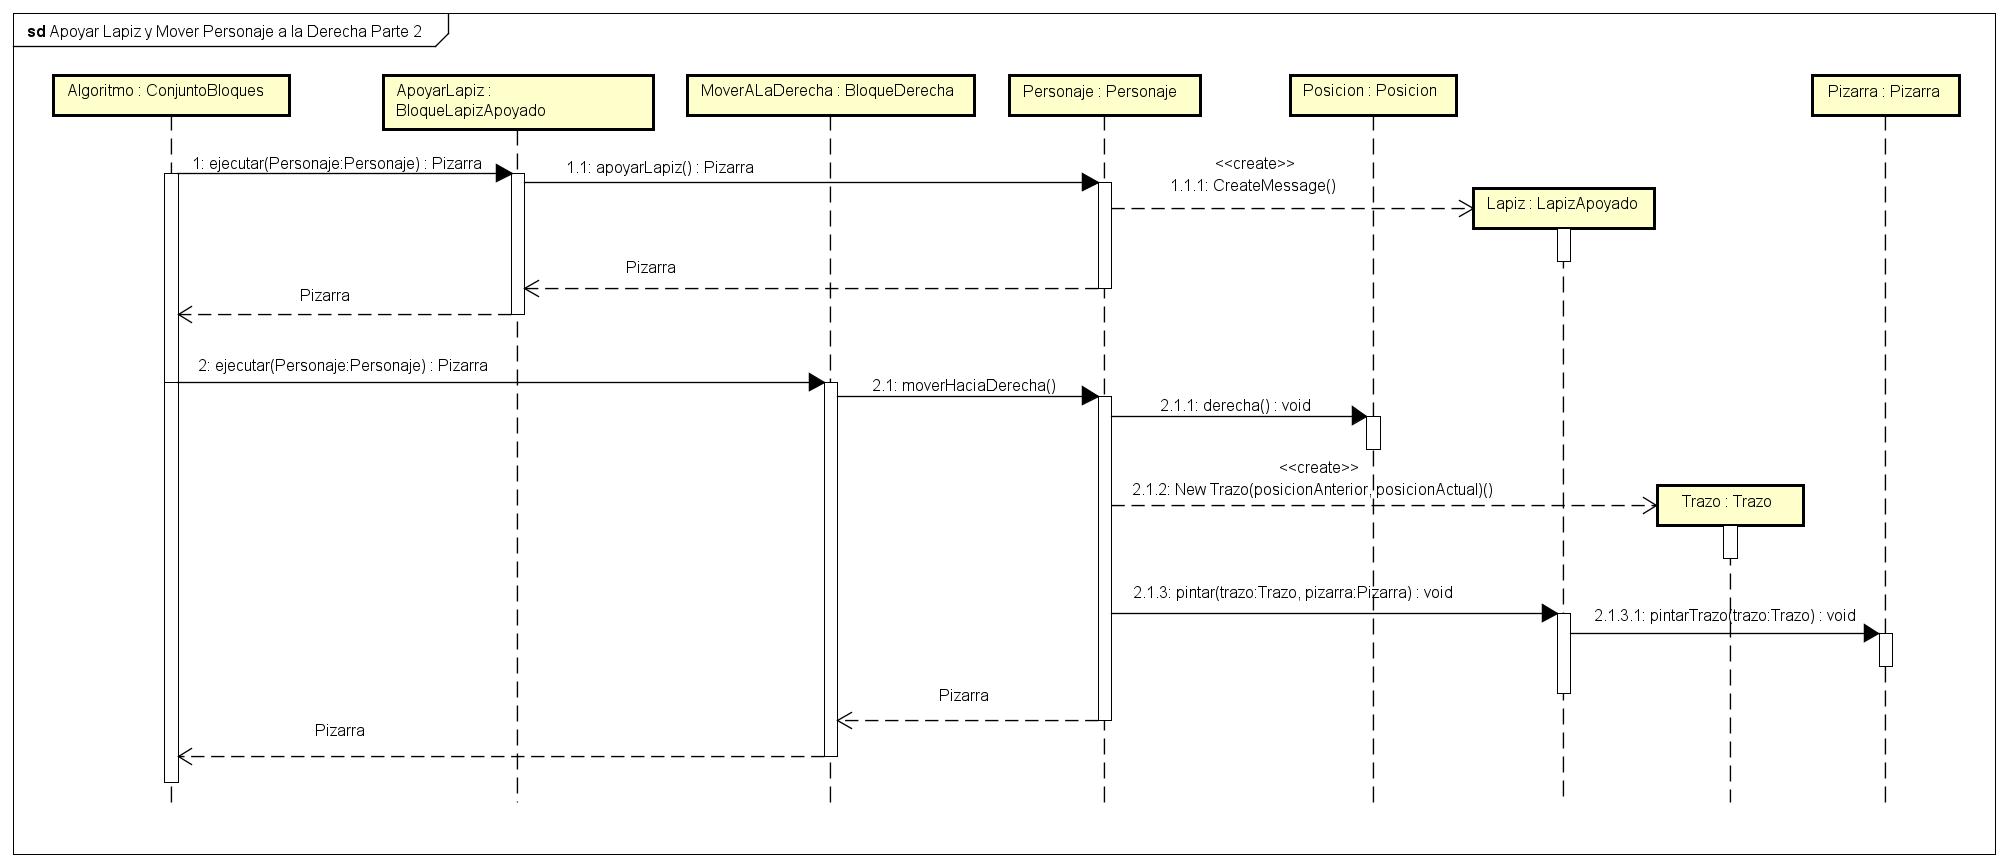 sd Apoyar Lapiz y Mover Personaje a la Derecha Parte 2
Algoritmo : ConjuntoBloques
ApoyarLapiz :
BloqueLapizApoyado
MoverALaDerecha : BloqueDerecha
Personaje : Personaje
Posicion : Posicion
Pizarra : Pizarra
1: ejecutar(Personaje:Personaje) : Pizarra
1.1: apoyarLapiz() : Pizarra
<<create>>
1.1.1: CreateMessage()
Lapiz : LapizApoyado
Pizarra
Pizarra
2: ejecutar(Personaje:Personaje) : Pizarra
2.1: moverHaciaDerecha()
2.1.1: derecha() : void
<<create>>
2.1.2: New Trazo(posicionAnterior, posicionActual)()
Trazo : Trazo
2.1.3: pintar(trazo:Trazo, pizarra:Pizarra) : void
2.1.3.1: pintarTrazo(trazo:Trazo) : void
Pizarra
Pizarra